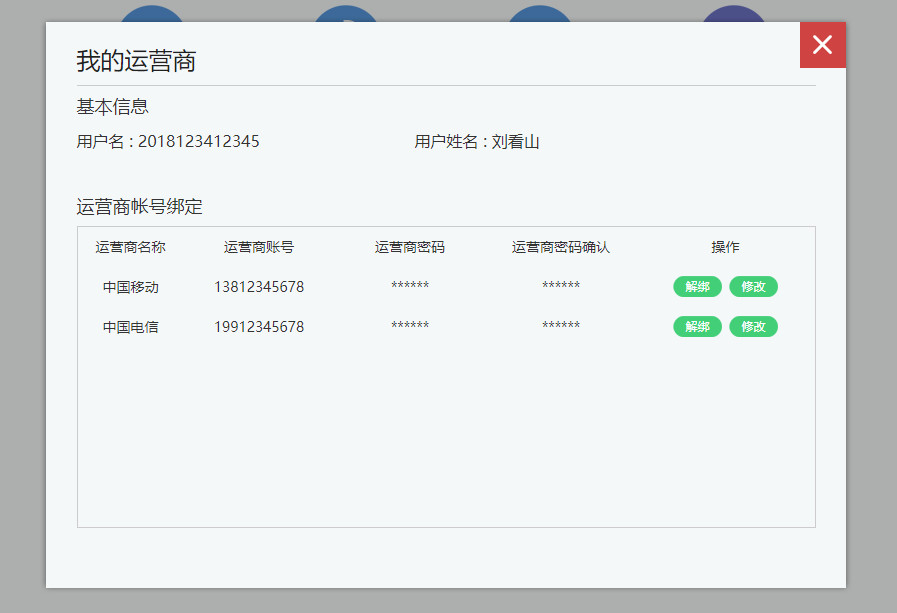 我的运营商
基本信息
用户名 : 2018123412345 用户姓名 : 刘看山
运营商帐号绑定
运营商名称 运营商账号 运营商密码 运营商密码确认 操作
中国移动 13812345678 ****** ****** 解绑 修改
中国电信 19912345678 ****** ****** 解绑 修改